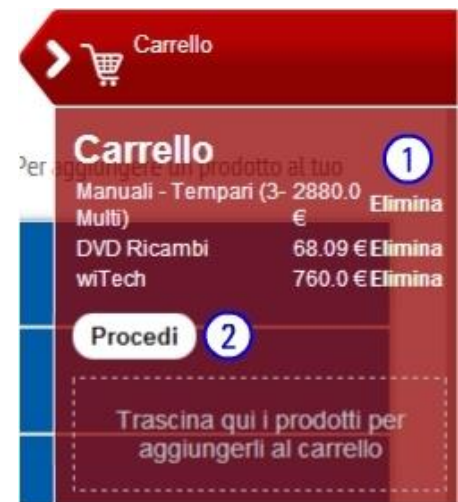 Carrello
Carrello
Per aggiungere un prodotto al tuo
1
Manuali - Tempari (3- 2880.0
Multi) € Elimina
DVD Ricambi 68.09 € Elimina
wiTech 760.0 € Elimina
Procedi 2
Trascina qui i prodotti per
aggiungerli al carrello